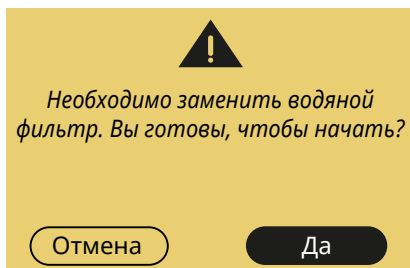 Необходимо заменить водяной
фильтр. Вы готовы, чтобы начать?
Отмена
Да